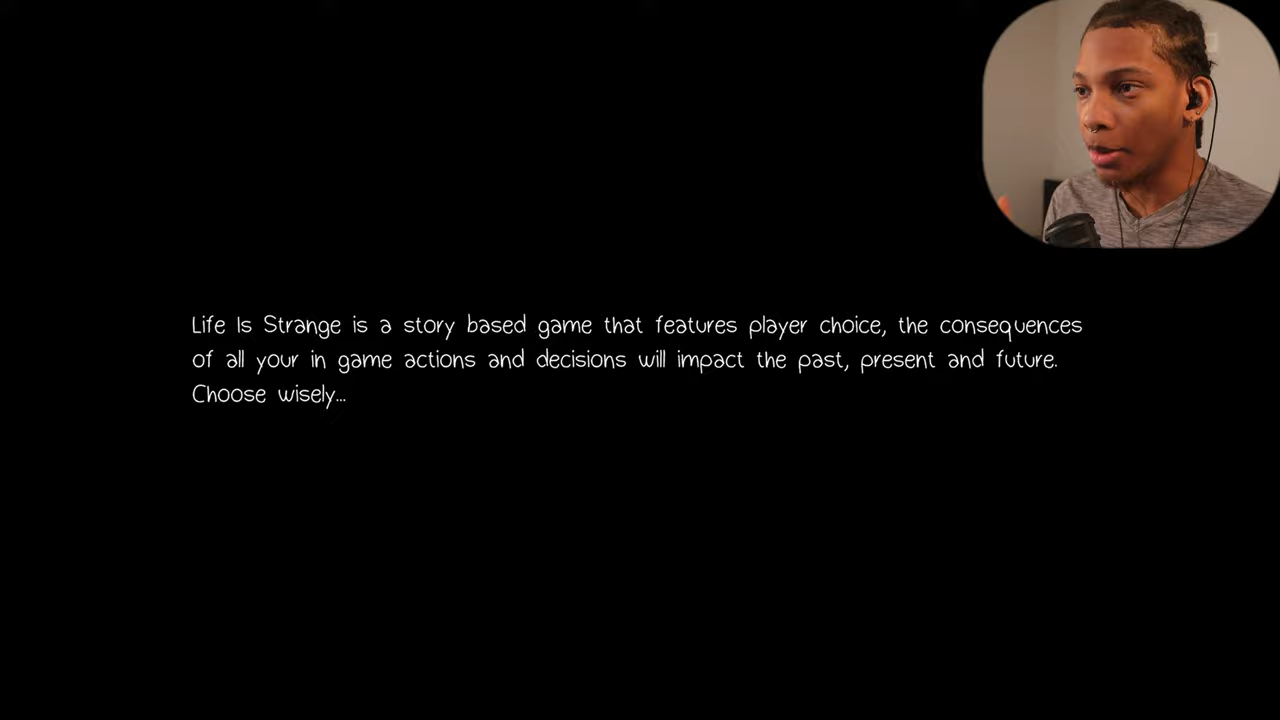 Life Is Strange is a story based game that features player choice, the consequences
of all your in game actions and decisions will impact the past, present and future.
Choose wisely...